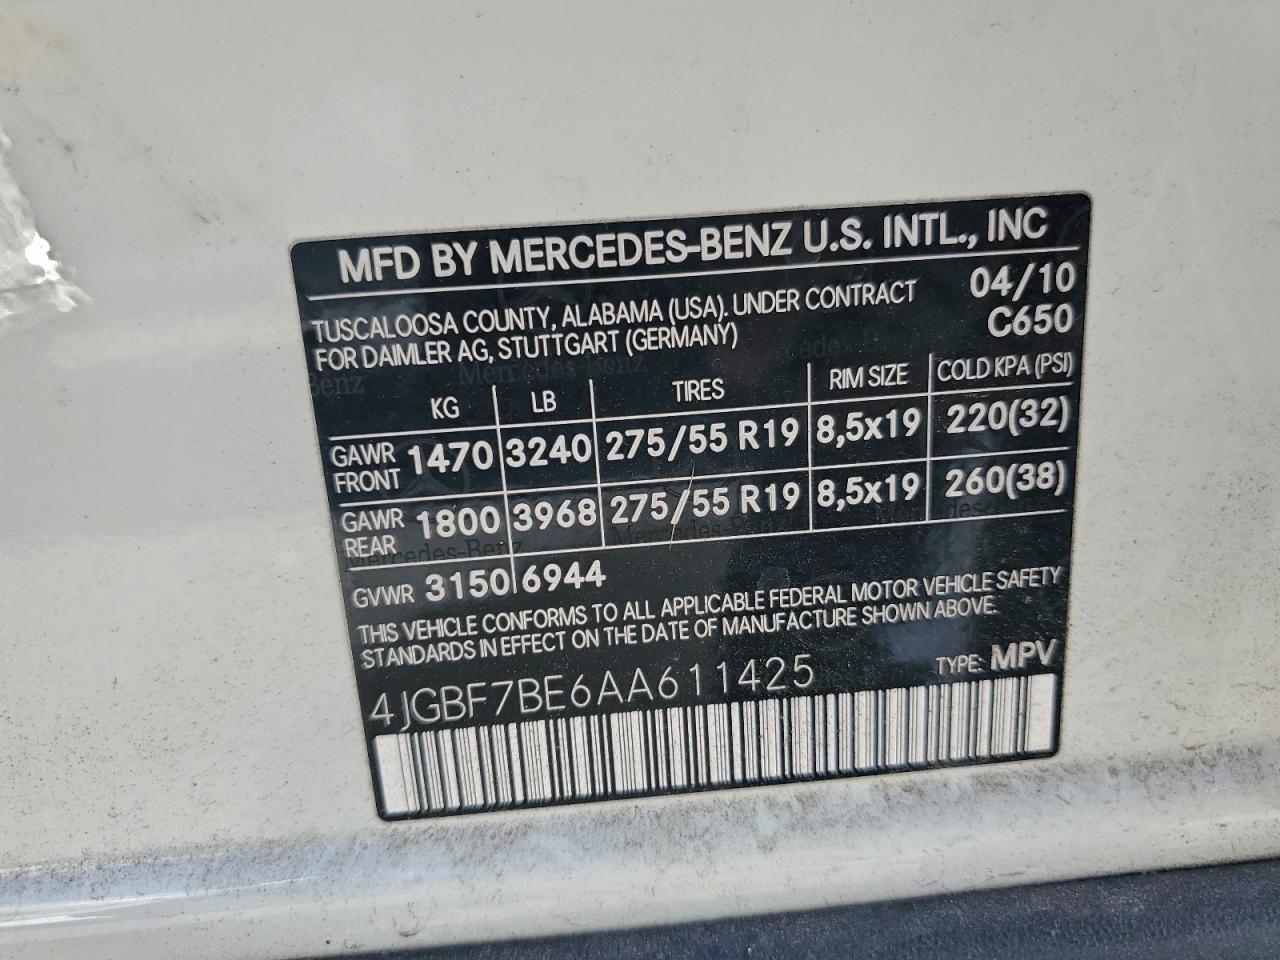 MFD BY MERCEDES-BENZ U.S. INTL., INC
TUSCALOOSA COUNTY, ALABAMA (USA). UNDER CONTRACT 04/10
FOR DAIMLER AG, STUTTGART (GERMANY) C650
KG LB TIRES RIM SIZE COLD KPA (PSI)
GAWR FRONT 1470 3240 275/55 R19 8,5x19 220(32)
GAWR REAR 1800 3968 275/55 R19 8,5x19 260(38)
GVWR 3150 6944
THIS VEHICLE CONFORMS TO ALL APPLICABLE FEDERAL MOTOR VEHICLE SAFETY
STANDARDS IN EFFECT ON THE DATE OF MANUFACTURE SHOWN ABOVE.
4JGBF7BE6AA611425 TYPE: MPV